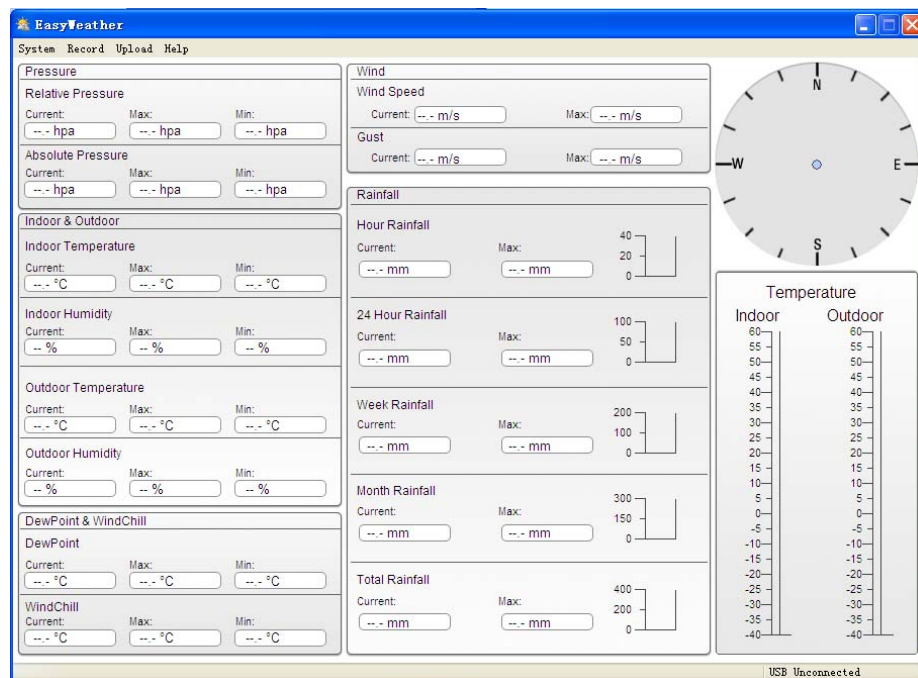 EasyWeather
System Record Upload Help
Pressure
Relative Pressure
Current: Max: Min:
--.- hpa --.- hpa --.- hpa
Absolute Pressure
Current: Max: Min:
--.- hpa --.- hpa --.- hpa
Indoor & Outdoor
Indoor Temperature
Current: Max: Min:
--.- °C --.- °C --.- °C
Indoor Humidity
Current: Max: Min:
-- % -- % -- %
Outdoor Temperature
Current: Max: Min:
--.- °C --.- °C --.- °C
Outdoor Humidity
Current: Max: Min:
-- % -- % -- %
DewPoint & WindChill
DewPoint
Current: Max: Min:
--.- °C --.- °C --.- °C
WindChill
Current: Max: Min:
--.- °C --.- °C --.- °C
Wind
Wind Speed
Current: --.- m/s Max: --.- m/s
Gust
Current: --.- m/s Max: --.- m/s
Rainfall
Hour Rainfall
Current: Max:
--.- mm --.- mm
40
20
0
24 Hour Rainfall
Current: Max:
--.- mm --.- mm
100
50
0
Week Rainfall
Current: Max:
--.- mm --.- mm
200
100
0
Month Rainfall
Current: Max:
--.- mm --.- mm
300
150
0
Total Rainfall
Current: Max:
--.- mm --.- mm
400
200
0
N
W E
S
Temperature
Indoor Outdoor
60 60
55 55
50 50
45 45
40 40
35 35
30 30
25 25
20 20
15 15
10 10
5 5
0 0
-5 -5
-10 -10
-15 -15
-20 -20
-25 -25
-30 -30
-35 -35
-40 -40
USB Unconnected